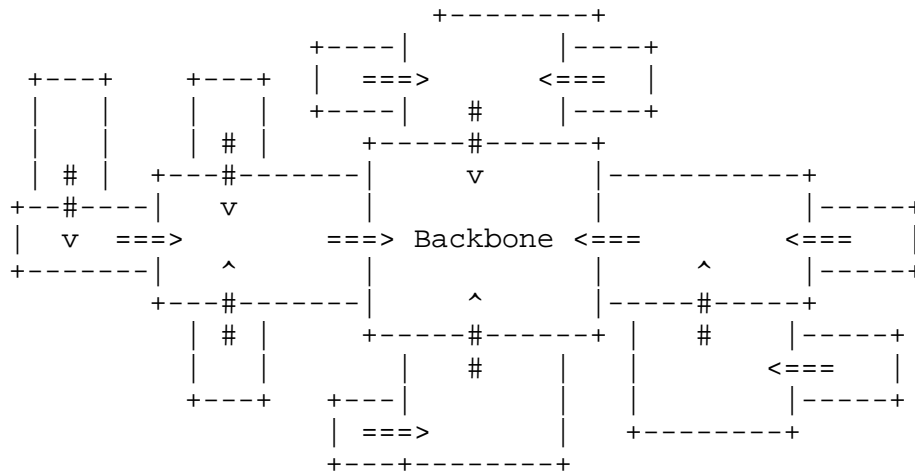 +---------+
                 +----|         |----+
 +---+    +---+    |  ===>      <===  |
 |   |    |   |    +----|   #     |----+
 |   |    | # |       +-----#------+
 | # |  +---#-------|     v      |-----------+
+--#----|   v       |            |           |-----+
|  v  ===>       ===> Backbone <===        <===    |
+-------|   ^       |            |     ^     |-----+
        +---#-------|     ^      |-----#-----+
          | # |       +-----#------+ |   #    |-----+
          |   |         |   #    |   |       <===   |
          +---+     +---|        |   |        |-----+
                    | ===>       |   +--------+
                    +---+--------+